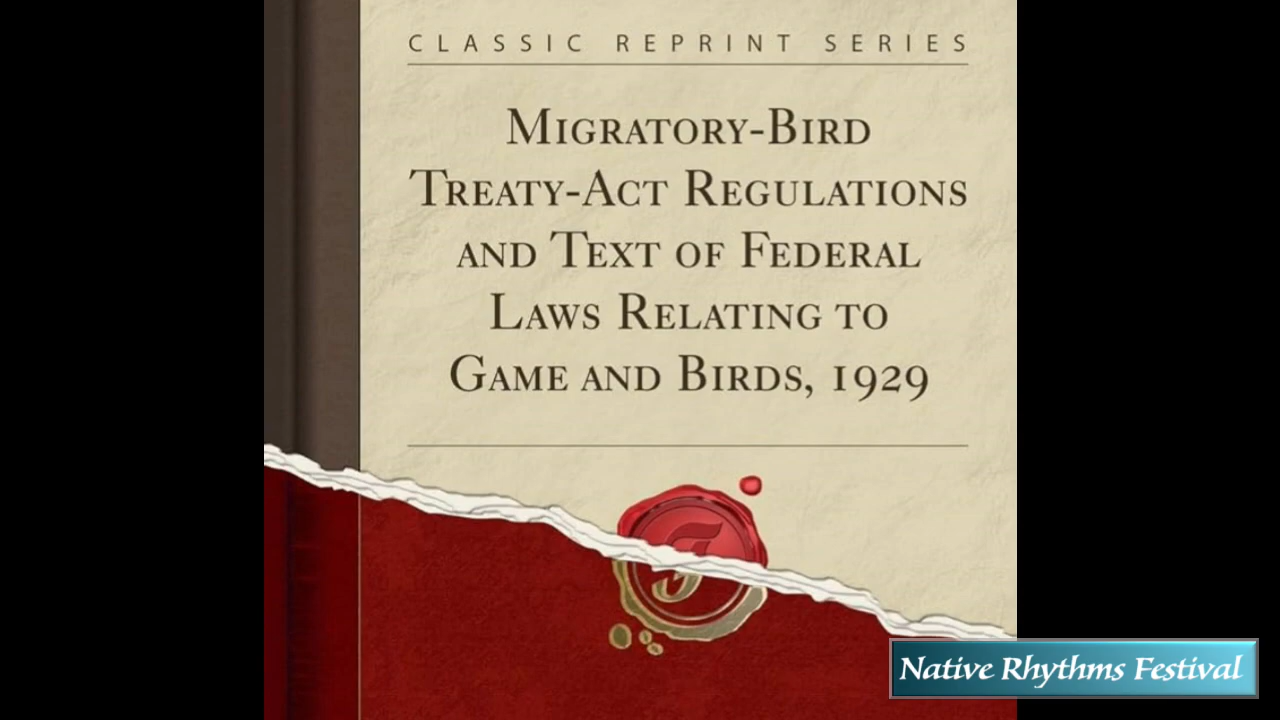 CLASSIC REPRINT SERIES
Migratory-Bird
Treaty-Act Regulations
and Text of Federal
Laws Relating to
Game and Birds, 1929
Native Rhythms Festival